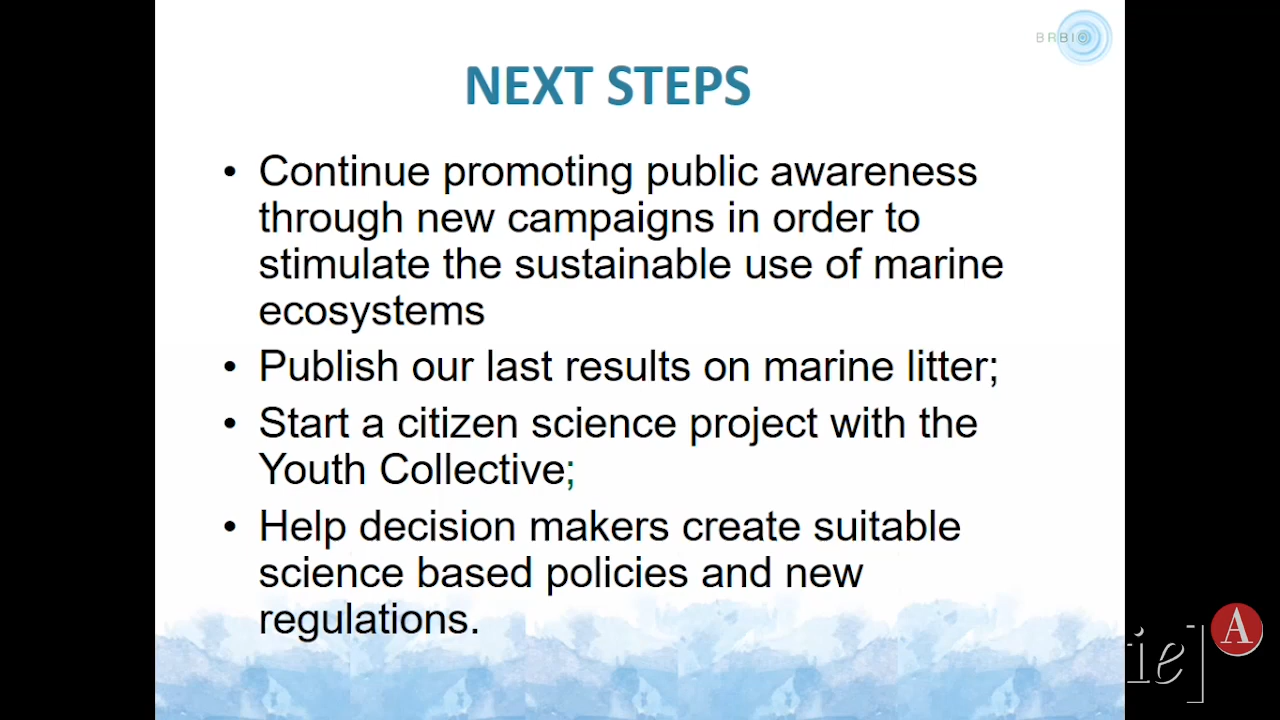 BRBIO
NEXT STEPS
• Continue promoting public awareness
through new campaigns in order to
stimulate the sustainable use of marine
ecosystems
• Publish our last results on marine litter;
• Start a citizen science project with the
Youth Collective;
• Help decision makers create suitable
science based policies and new
regulations.
A
ie]